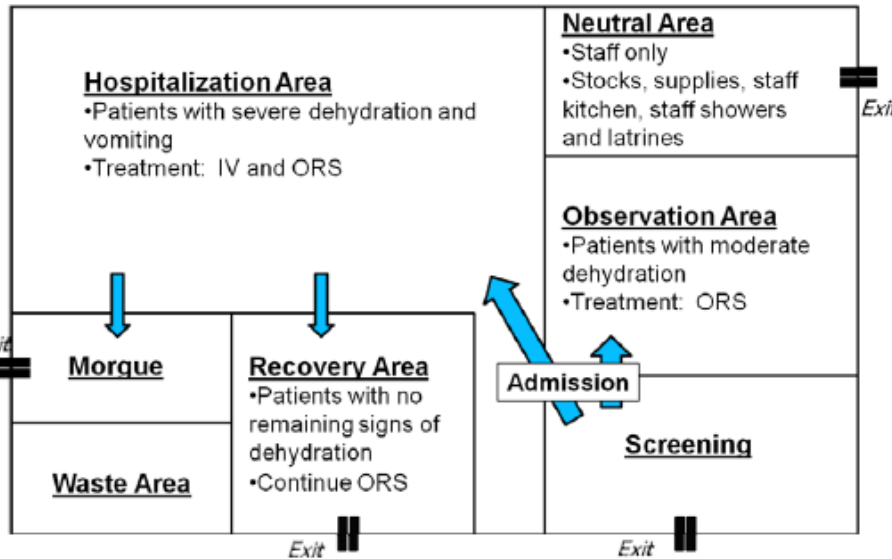 Neutral Area
•Staff only
•Stocks, supplies, staff
kitchen, staff showers
and latrines
Exit
Hospitalization Area
•Patients with severe dehydration and
vomiting
•Treatment: IV and ORS
Observation Area
•Patients with moderate
dehydration
•Treatment: ORS
Morgue
Recovery Area
•Patients with no
remaining signs of
dehydration
•Continue ORS
Exit
Admission
Screening
Exit
Waste Area